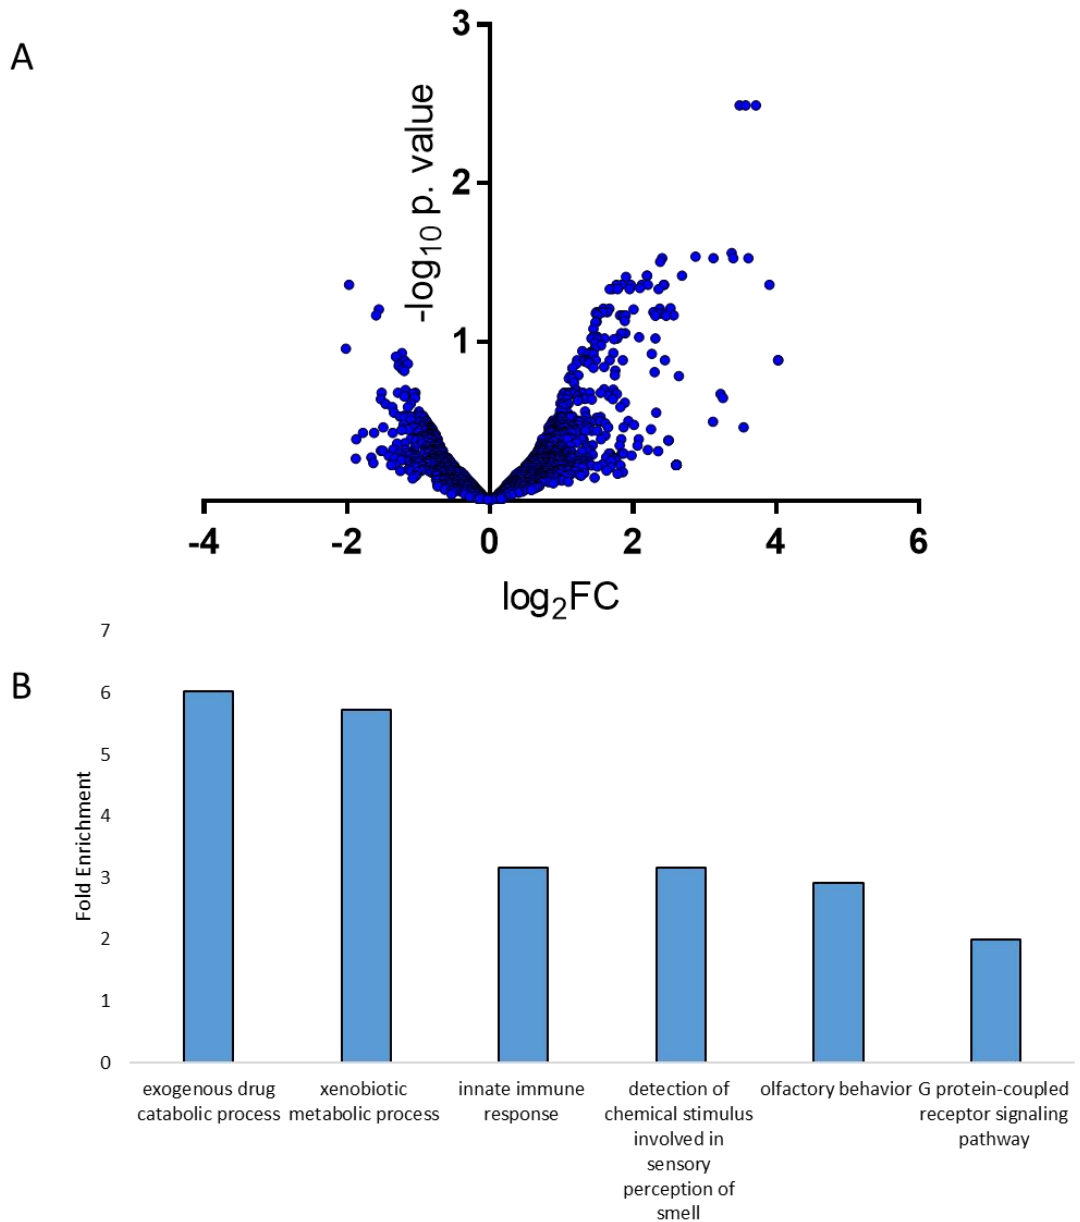 A
3
2
1
-log10 p. value
-4 -2 0 2 4 6
log2FC
B
7
6
5
4
3
2
1
0
Fold Enrichment
exogenous drug
catabolic process
xenobiotic
metabolic process
innate immune
response
detection of
chemical stimulus
involved in
sensory
perception of
smell
olfactory behavior
G protein-coupled
receptor signaling
pathway